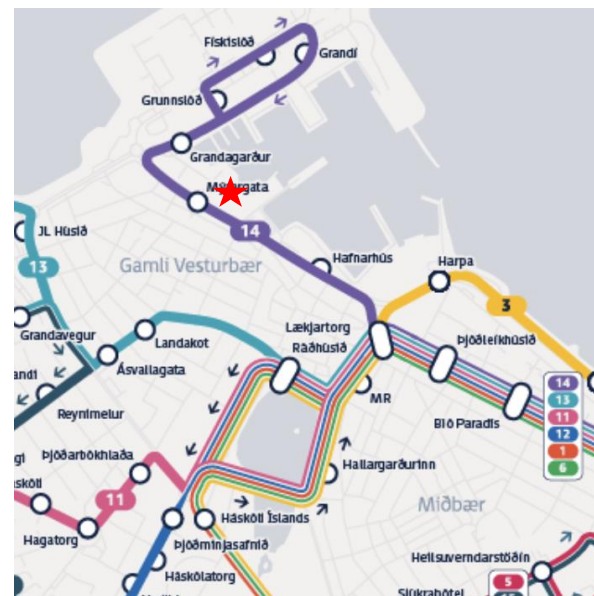 Fiskislóð
Grandi
Grunnslóð
Grandagarður
14
JL Húsið
13
Gamli Vesturbær
Hafnarhús
Harpa
3
Grandavegur
Landakot
Ásvallagata
Lækjartorg
Ráðhúsið
Þjóðleikhúsið
MR
Reynimelur
Bíó Paradís
14
13
11
12
1
6
Þjóðarbókhlaða
Hallargarðurinn
11
Miðbær
Hagatorg
Háskóli Íslands
Þjóðminjasafnið
Háskólatorg
Heilsuverndarstöðin
5
Sjúkrahótel